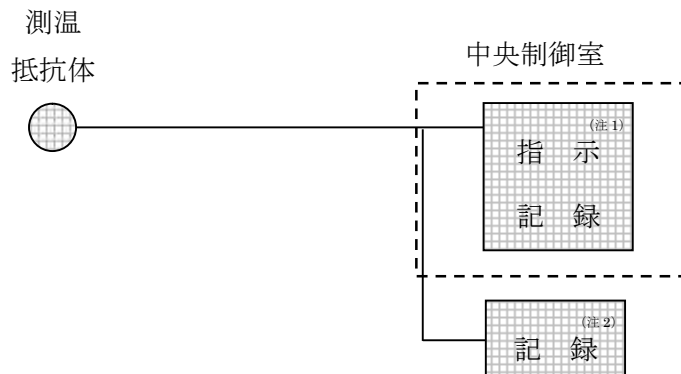 測温
抵抗体
中央制御室
(注1)
指 示
記 録
(注2)
記 録